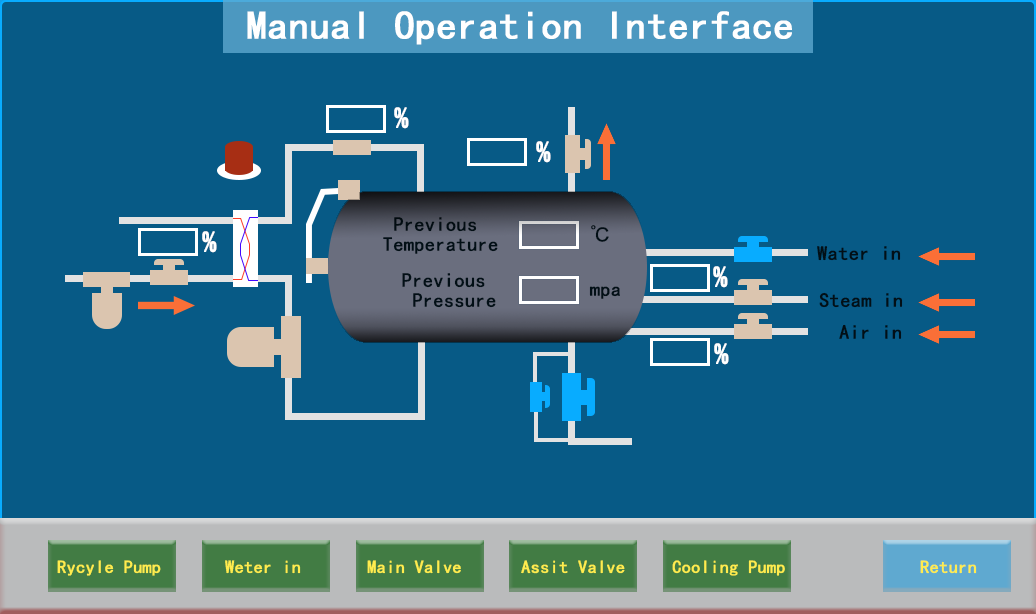 Manual Operation Interface
%
%
Previous
Temperature
℃
%
Water in
Previous
Pressure
mpa
%
Steam in
Air in
%
Rycyle Pump
Weter in
Main Valve
Assit Valve
Cooling Pump
Return